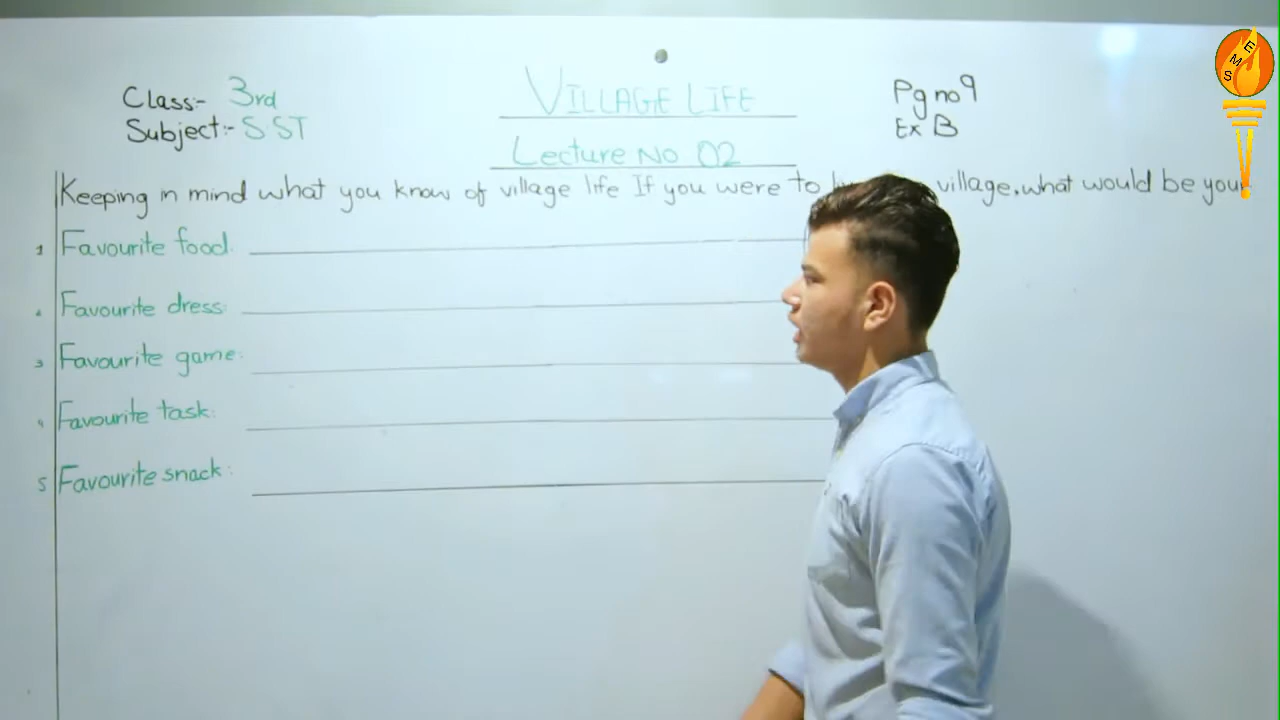 Class:- 3rd
Subject:- S.ST
VILLAGE LIFE
Lecture No 02
Pg no 9
Ex B
Keeping in mind what you know of village life If you were to village, what would be your
1 Favourite food:
Favourite dress:
3 Favourite game:
Favourite task:
5 Favourite snack:
EMS